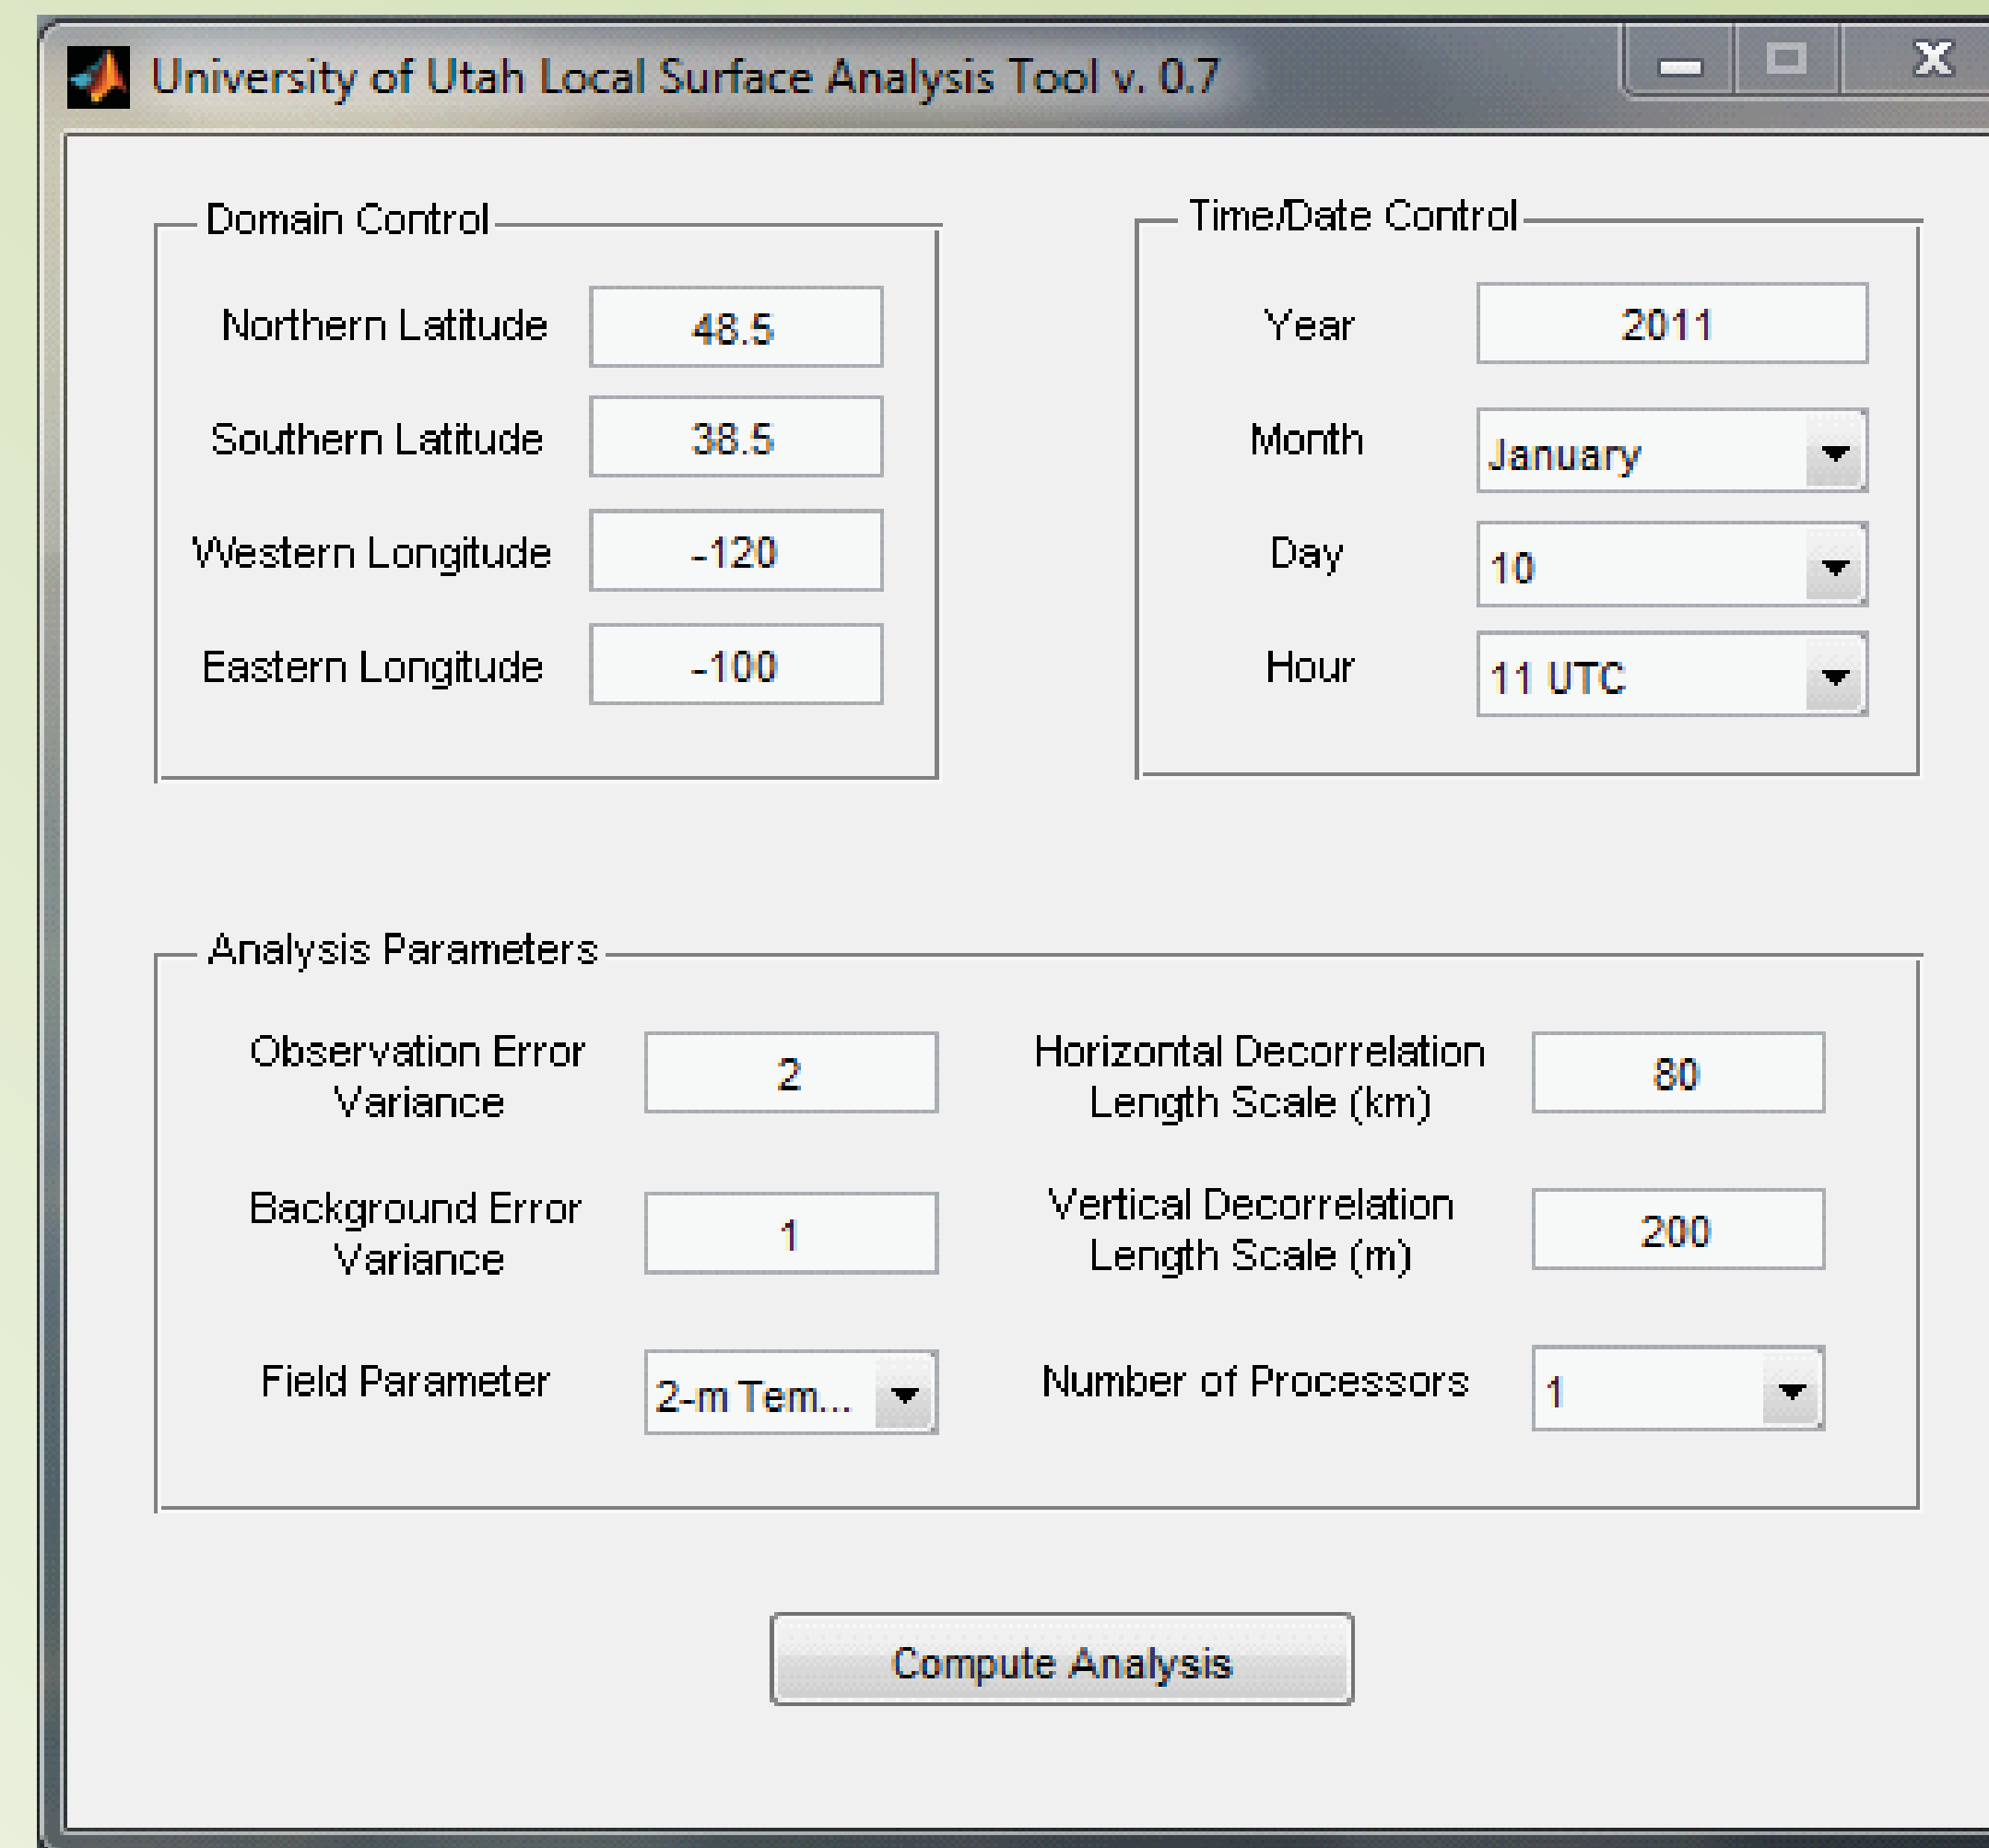 University of Utah Local Surface Analysis Tool v. 0.7
Domain Control
Northern Latitude 48.5
Southern Latitude 38.5
Western Longitude -120
Eastern Longitude -100
Time/Date Control
Year 2011
Month January
Day 10
Hour 11 UTC
Analysis Parameters
Observation Error
Variance
2
Horizontal Decorrelation
Length Scale (km)
80
Background Error
Variance
1
Vertical Decorrelation
Length Scale (m)
200
Field Parameter 2-m Tem...
Number of Processors 1
Compute Analysis